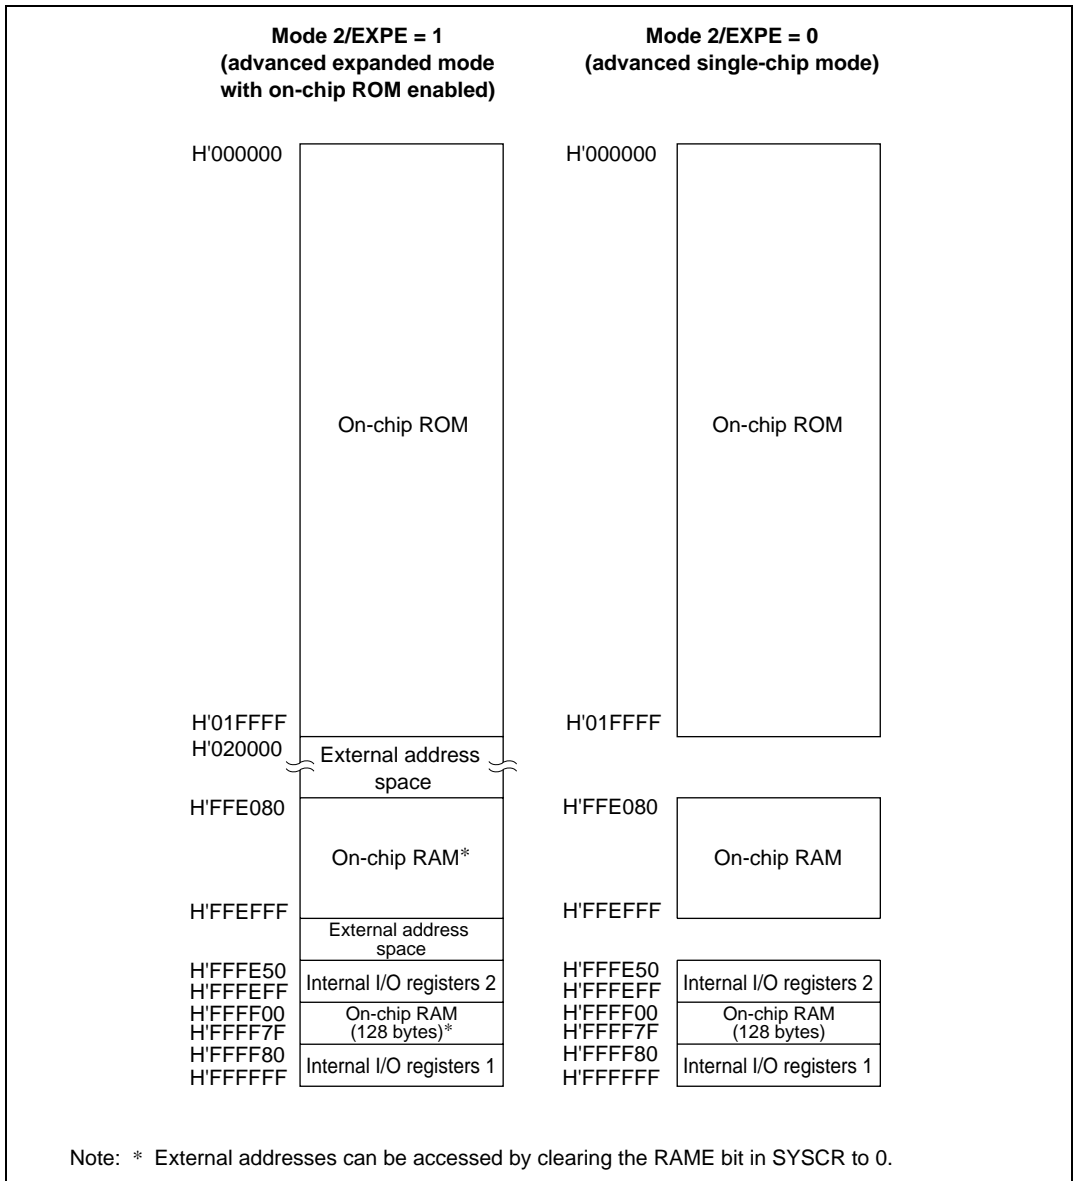 Mode 2/EXPE = 1
(advanced expanded mode
with on-chip ROM enabled)
Mode 2/EXPE = 0
(advanced single-chip mode)
H'000000
On-chip ROM
H'01FFFF
H'020000
External address
space
H'FFE080
On-chip RAM*
H'FFEFFF
External address
space
H'FFFE50
Internal I/O registers 2
H'FFFEFF
H'FFFF00
On-chip RAM
(128 bytes)*
H'FFFF7F
H'FFFF80
Internal I/O registers 1
H'FFFFFF
H'000000
On-chip ROM
H'01FFFF
H'FFE080
On-chip RAM
H'FFEFFF
H'FFFE50
Internal I/O registers 2
H'FFFEFF
H'FFFF00
On-chip RAM
(128 bytes)
H'FFFF7F
H'FFFF80
Internal I/O registers 1
H'FFFFFF
Note: * External addresses can be accessed by clearing the RAME bit in SYSCR to 0.